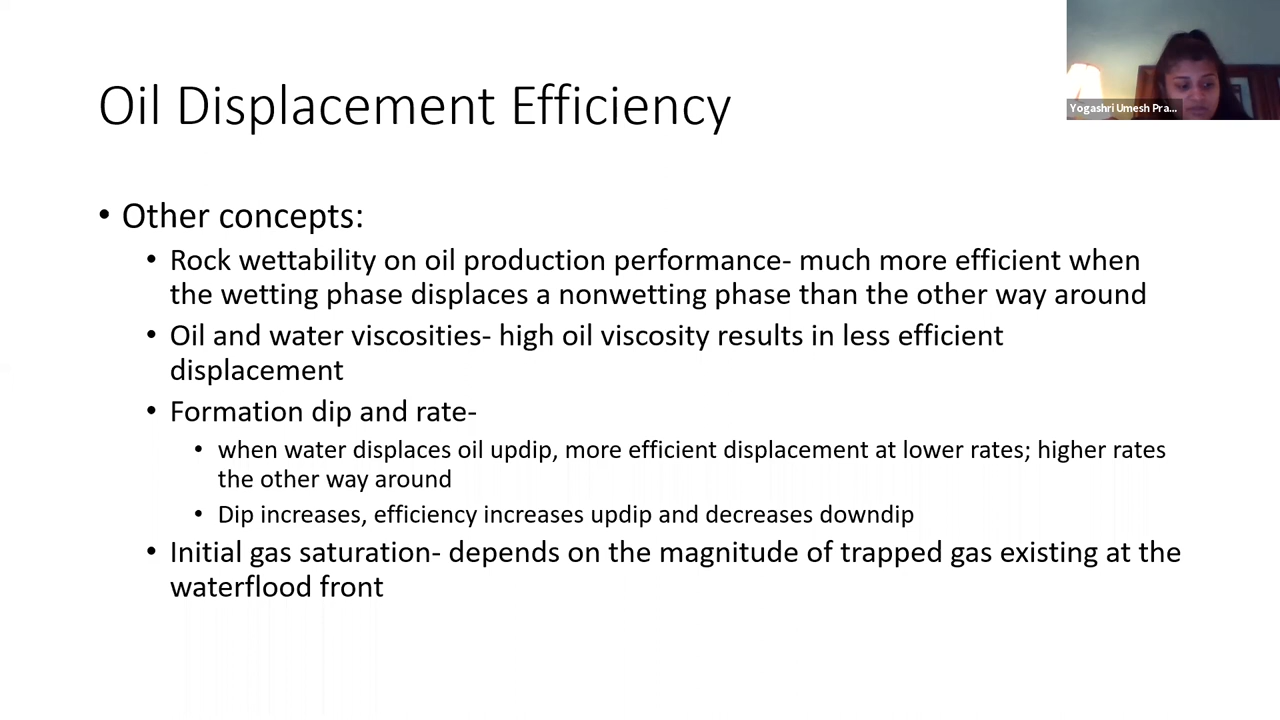 Oil Displacement Efficiency
Yogashri Umesh Pra...
• Other concepts:
• Rock wettability on oil production performance- much more efficient when
the wetting phase displaces a nonwetting phase than the other way around
• Oil and water viscosities- high oil viscosity results in less efficient
displacement
• Formation dip and rate-
• when water displaces oil updip, more efficient displacement at lower rates; higher rates
the other way around
• Dip increases, efficiency increases updip and decreases downdip
• Initial gas saturation- depends on the magnitude of trapped gas existing at the
waterflood front